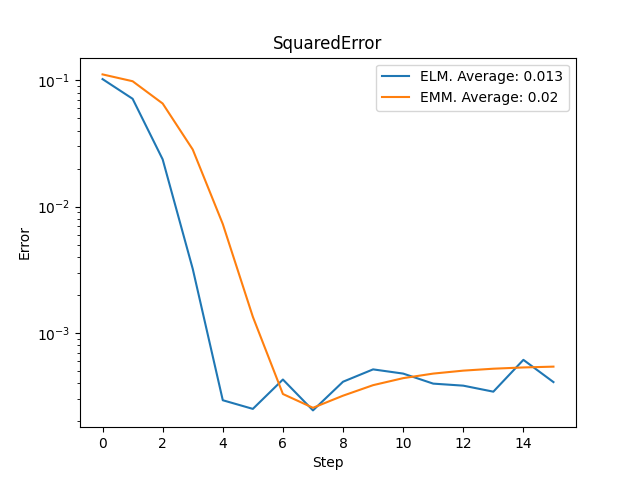 SquaredError
ELM. Average: 0.013
EMM. Average: 0.02
Error
10⁻¹
10⁻²
10⁻³
0 2 4 6 8 10 12 14
Step